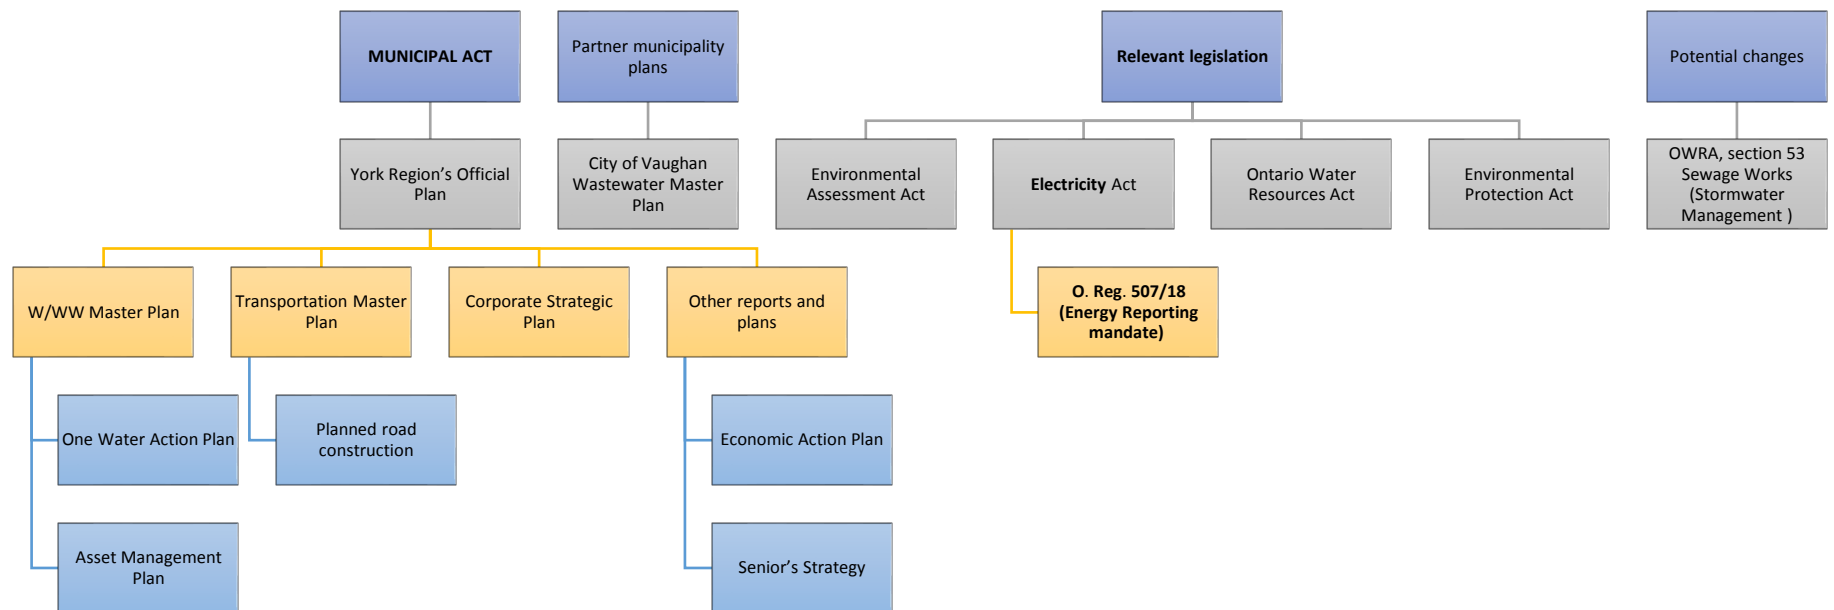 MUNICIPAL ACT
Partner municipality
plans
Relevant legislation
Potential changes
York Region's Official
Plan
City of Vaughan
Wastewater Master
Plan
Environmental
Assessment Act
Electricity Act
Ontario Water
Resources Act
Environmental
Protection Act
OWRA, section 53
Sewage Works
(Stormwater
Management )
W/WW Master Plan
Transportation Master
Plan
Corporate Strategic
Plan
Other reports and
plans
O. Reg. 507/18
(Energy Reporting
mandate)
One Water Action Plan
Planned road
construction
Economic Action Plan
Asset Management
Plan
Senior's Strategy